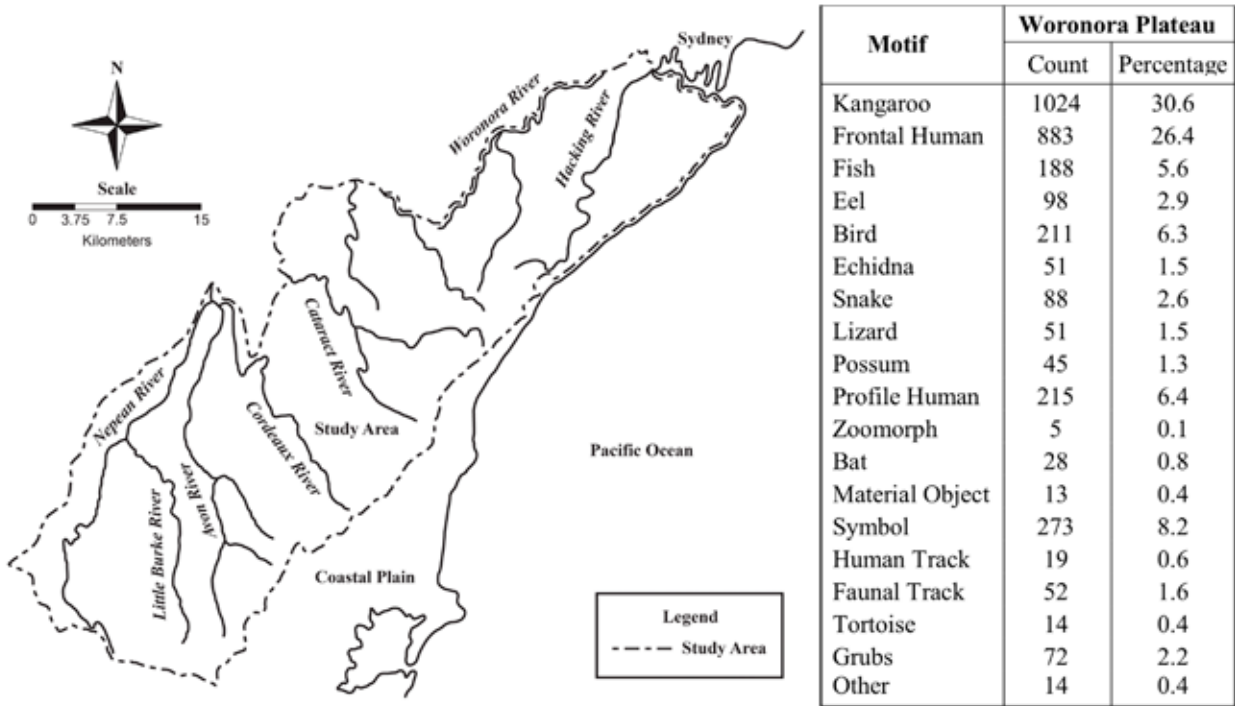 N
Scale
0 3.75 7.5 15
Kilometers
Sydney
Woronora River
Hacking River
Cataract River
Nepean River
Cordeaux River
Study Area
Avon River
Little Burke River
Pacific Ocean
Coastal Plain
Legend
Study Area
Motif Woronora Plateau
Count Percentage
Kangaroo 1024 30.6
Frontal Human 883 26.4
Fish 188 5.6
Eel 98 2.9
Bird 211 6.3
Echidna 51 1.5
Snake 88 2.6
Lizard 51 1.5
Possum 45 1.3
Profile Human 215 6.4
Zoomorph 5 0.1
Bat 28 0.8
Material Object 13 0.4
Symbol 273 8.2
Human Track 19 0.6
Faunal Track 52 1.6
Tortoise 14 0.4
Grubs 72 2.2
Other 14 0.4